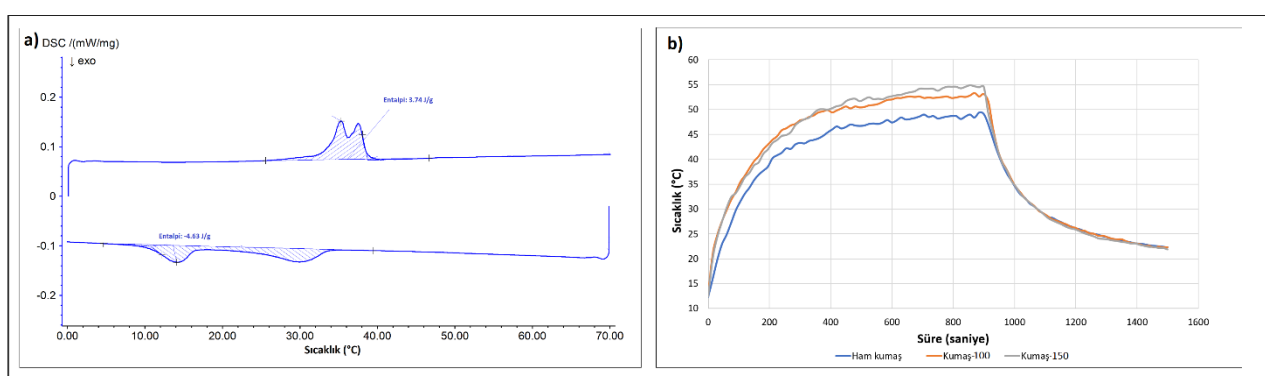 a) DSC /(mW/mg)
↓ exo
Entalpi: 3.74 J/g
0.2
0.1
0
Entalpi: -4.63 J/g
-0.1
-0.2
0.00 10.00 20.00 30.00 40.00 50.00 60.00 70.00
Sıcaklık (°C)
b)
60
55
50
45
40
35
30
25
20
15
10
Sıcaklık (°C)
0 200 400 600 800 1000 1200 1400 1600
Süre (saniye)
Ham kumaş Kumaş-100 Kumaş-150